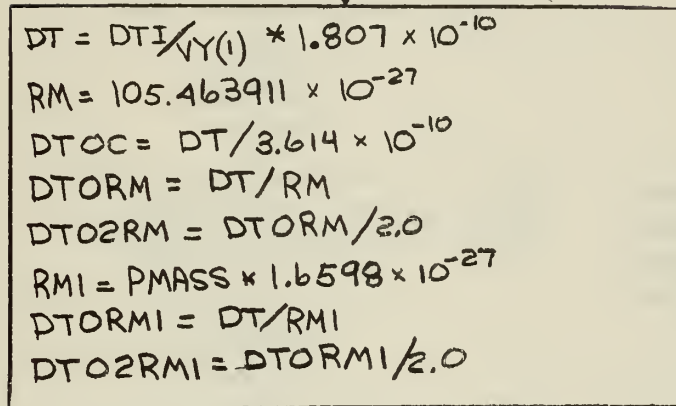 DT = DTI/VY(1) * 1.807 x 10^-10
RM = 105.463911 x 10^-27
DTOC = DT/3.614 x 10^-10
DTORM = DT/RM
DTO2RM = DTORM/2.0
RM1 = PMASS * 1.6598 x 10^-27
DTORM1 = DT/RM1
DTO2RM1 = DTORM1/2.0